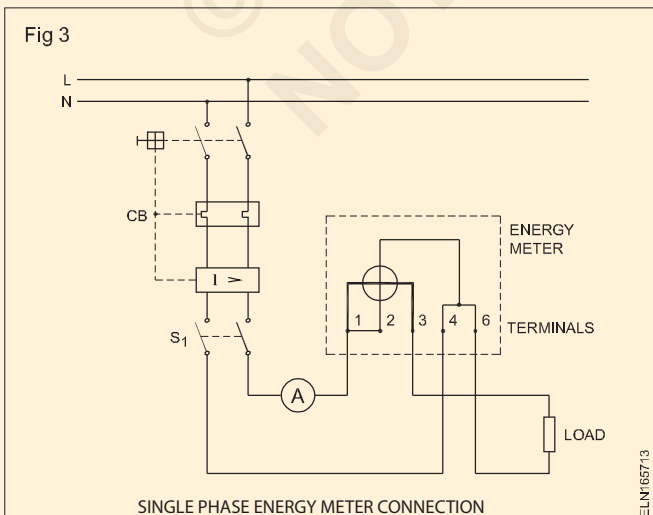 Fig 3
L
N
CB
I >
S1
A
ENERGY
METER
1 2 3 4 6
TERMINALS
LOAD
SINGLE PHASE ENERGY METER CONNECTION
ELN165713
©
NO